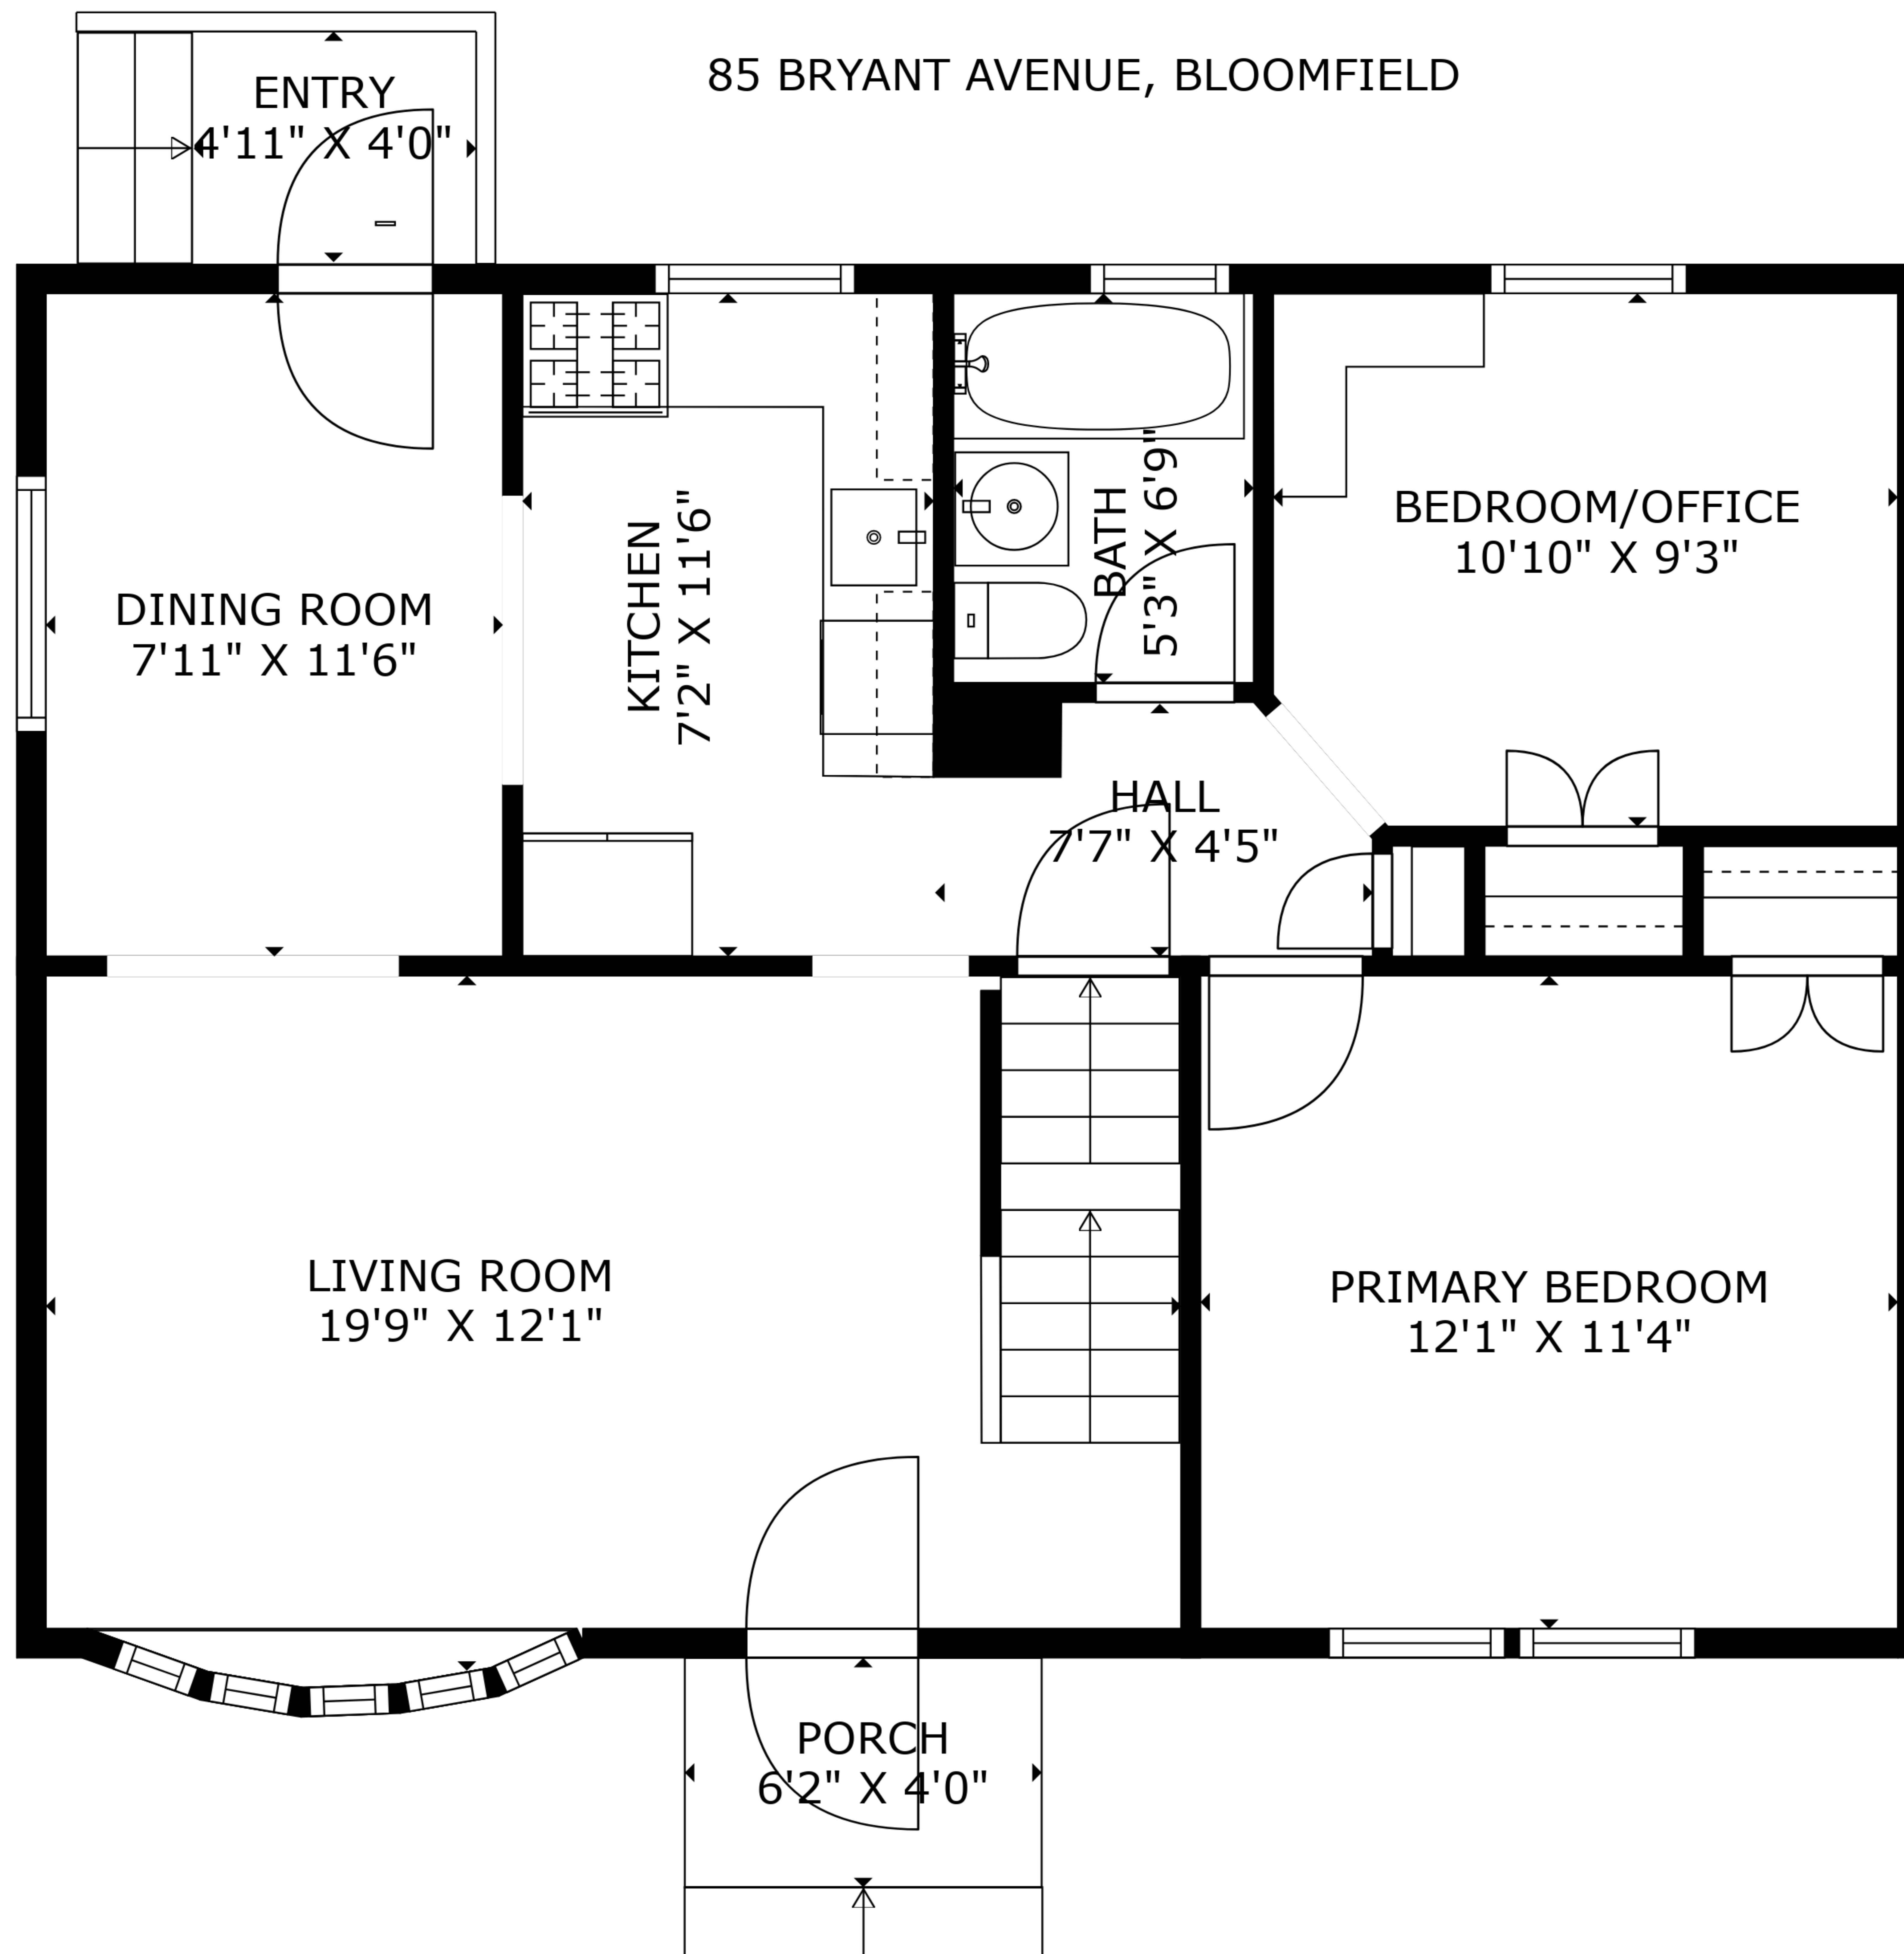 85 BRYANT AVENUE, BLOOMFIELD
ENTRY
4'11" X 4'0"
DINING ROOM
7'11" X 11'6"
KITCHEN
7'2" X 11'6"
BATH
5'3" X 6'9"
BEDROOM/OFFICE
10'10" X 9'3"
HALL
7'7" X 4'5"
LIVING ROOM
19'9" X 12'1"
PRIMARY BEDROOM
12'1" X 11'4"
PORCH
6'2" X 4'0"